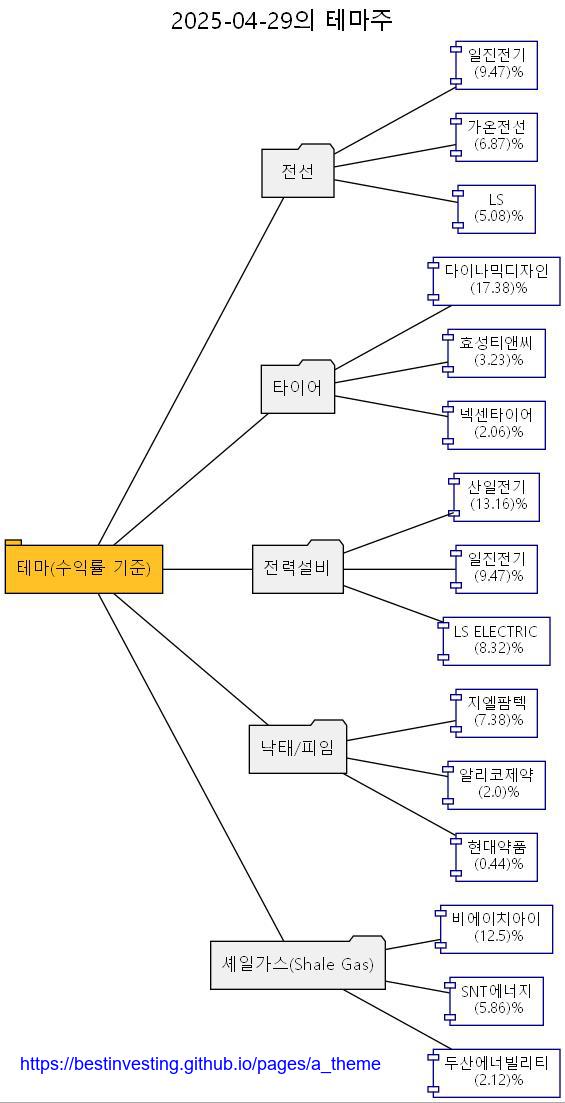 2025-04-29의 테마주
일진전기
(9.47)%
가온전선
(6.87)%
전선
LS
(5.08)%
다이나믹디자인
(17.38)%
효성티앤씨
(3.23)%
타이어
넥센타이어
(2.06)%
산일전기
(13.16)%
테마(수익률 기준)
전력설비
일진전기
(9.47)%
LS ELECTRIC
(8.32)%
지엘팜텍
(7.38)%
낙태/피임
알리코제약
(2.0)%
현대약품
(0.44)%
비에이치아이
(12.5)%
셰일가스(Shale Gas)
SNT에너지
(5.86)%
두산에너빌리티
(2.12)%
https://bestinvesting.github.io/pages/a_theme